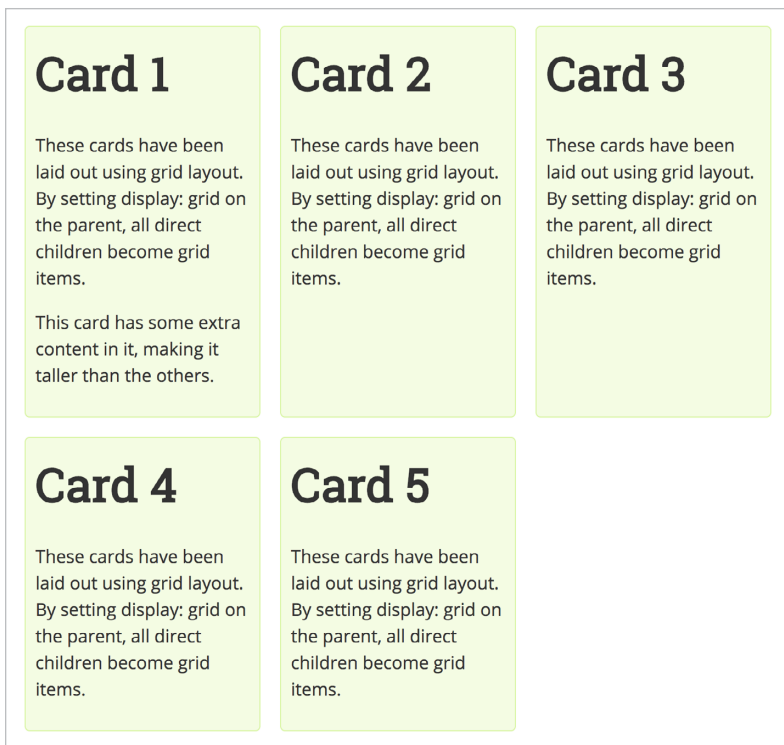 Card 1
These cards have been
laid out using grid layout.
By setting display: grid on
the parent, all direct
children become grid
items.
This card has some extra
content in it, making it
taller than the others.
Card 2
These cards have been
laid out using grid layout.
By setting display: grid on
the parent, all direct
children become grid
items.
Card 3
These cards have been
laid out using grid layout.
By setting display: grid on
the parent, all direct
children become grid
items.
Card 4
These cards have been
laid out using grid layout.
By setting display: grid on
the parent, all direct
children become grid
items.
Card 5
These cards have been
laid out using grid layout.
By setting display: grid on
the parent, all direct
children become grid
items.